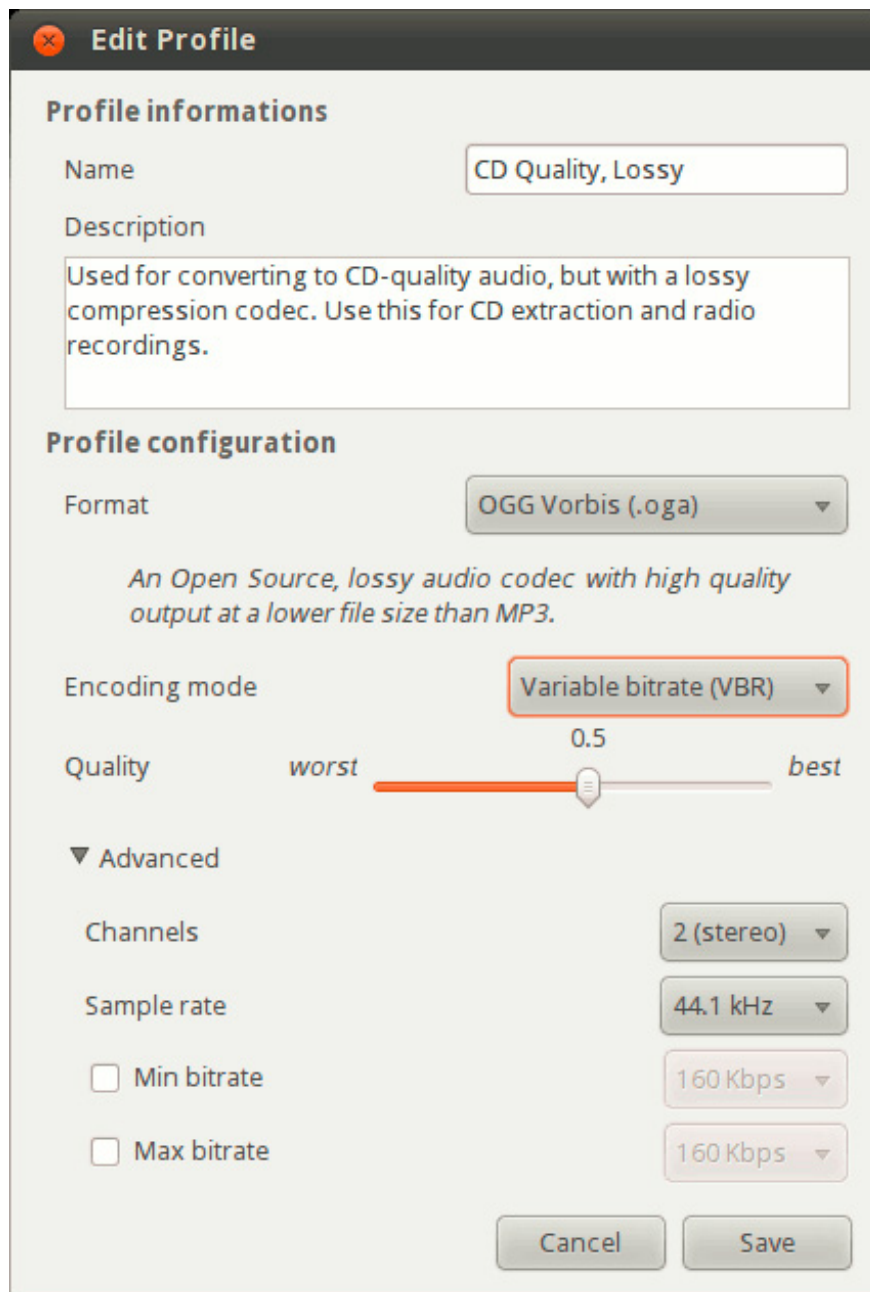 Edit Profile
Profile informations
Name
CD Quality, Lossy
Description
Used for converting to CD-quality audio, but with a lossy
compression codec. Use this for CD extraction and radio
recordings.
Profile configuration
Format
OGG Vorbis (.oga)
An Open Source, lossy audio codec with high quality
output at a lower file size than MP3.
Encoding mode
Variable bitrate (VBR)
0.5
Quality
worst
best
Advanced
Channels
2 (stereo)
Sample rate
44.1 kHz
Min bitrate
160 Kbps
Max bitrate
160 Kbps
Cancel
Save